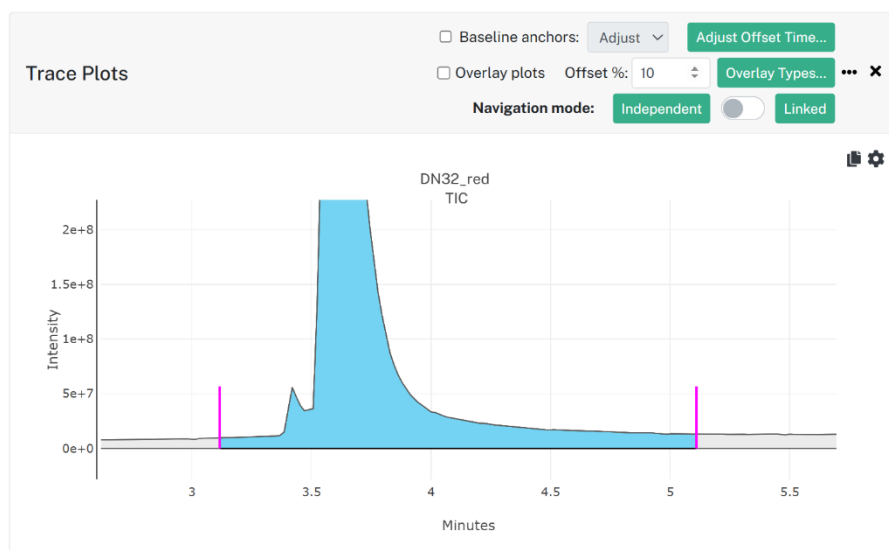 Baseline anchors: Adjust Adjust Offset Time...
Trace Plots
Overlay plots Offset %: 10 Overlay Types...
Navigation mode: Independent Linked
DN32_red
TIC
2e+8
1.5e+8
1e+8
5e+7
0e+0
Intensity
3 3.5 4 4.5 5 5.5
Minutes